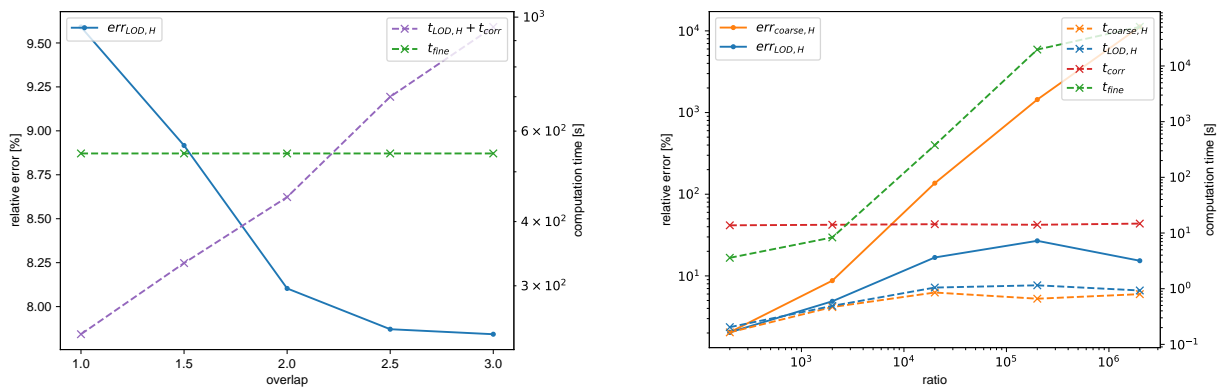 err_{LOD, H}
t_{LOD, H} + t_{corr}
t_{fine}
relative error [%]
9.50
9.25
9.00
8.75
8.50
8.25
8.00
10^3
6 × 10^2
4 × 10^2
3 × 10^2
computation time [s]
1.0 1.5 2.0 2.5 3.0
overlap
err_{coarse, H}
err_{LOD, H}
t_{coarse, H}
t_{LOD, H}
t_{corr}
t_{fine}
relative error [%]
10^4
10^3
10^2
10^1
10^4
10^3
10^2
10^1
10^0
10^{-1}
computation time [s]
10^3 10^4 10^5 10^6
ratio